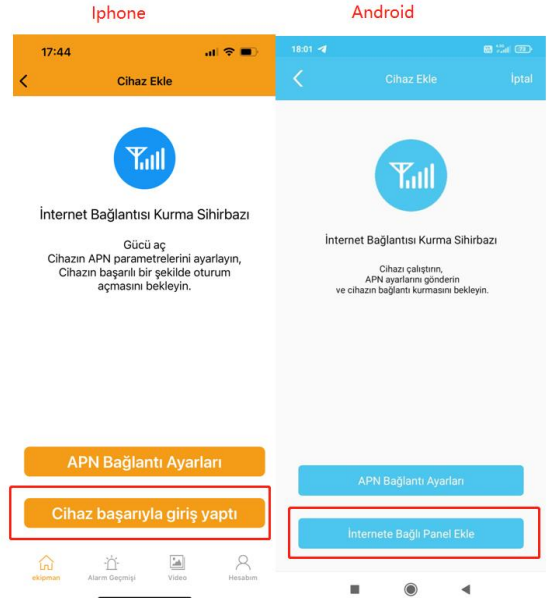 Iphone
Android
17:44
Cihaz Ekle
İnternet Bağlantısı Kurma Sihirbazı
Gücü aç
Cihazın APN parametrelerini ayarlayın,
Cihazın başarılı bir şekilde oturum
açmasını bekleyin.
APN Bağlantı Ayarları
Cihaz başarıyla giriş yaptı
ekipman
Alarm Geçmişi
Video
Hesabım
18:01
Cihaz Ekle
İptal
İnternet Bağlantısı Kurma Sihirbazı
Cihazı çalıştırın,
APN ayarlarını gönderin
ve cihazın bağlantı kurmasını bekleyin.
APN Bağlantı Ayarları
İnternete Bağlı Panel Ekle